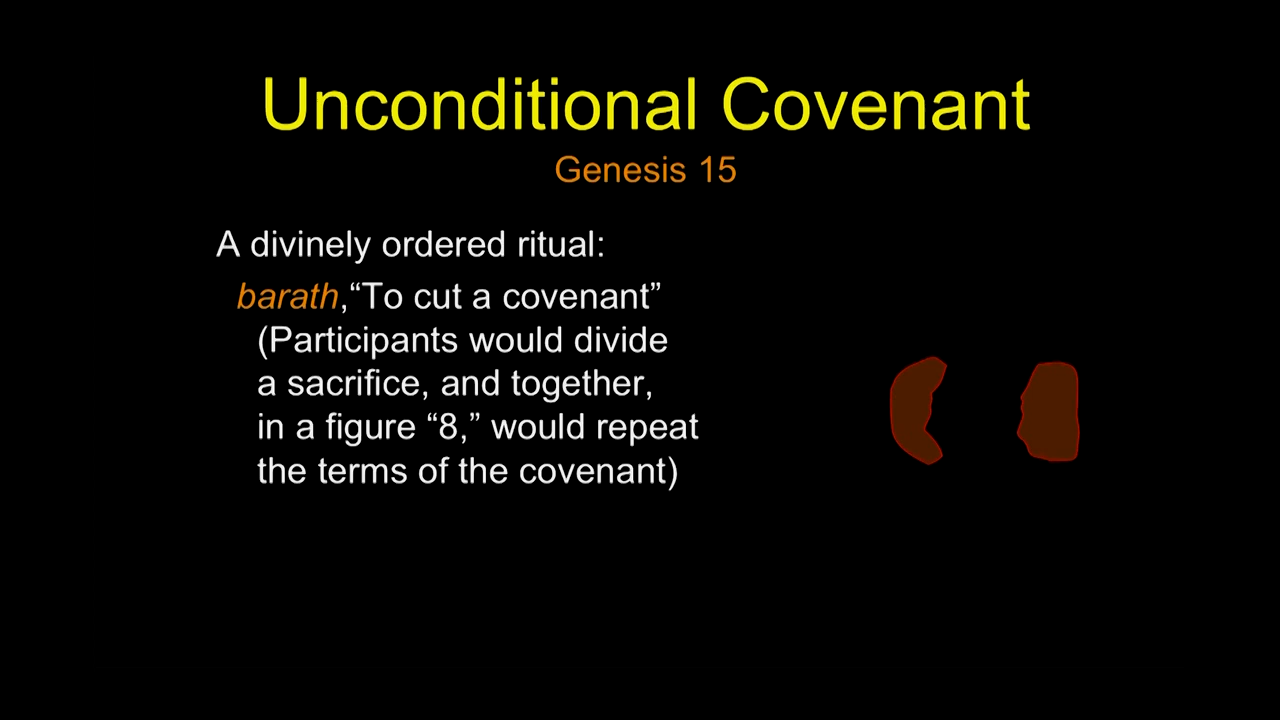 Unconditional Covenant
Genesis 15
A divinely ordered ritual:
barath,“To cut a covenant”
(Participants would divide
a sacrifice, and together,
in a figure “8,” would repeat
the terms of the covenant)